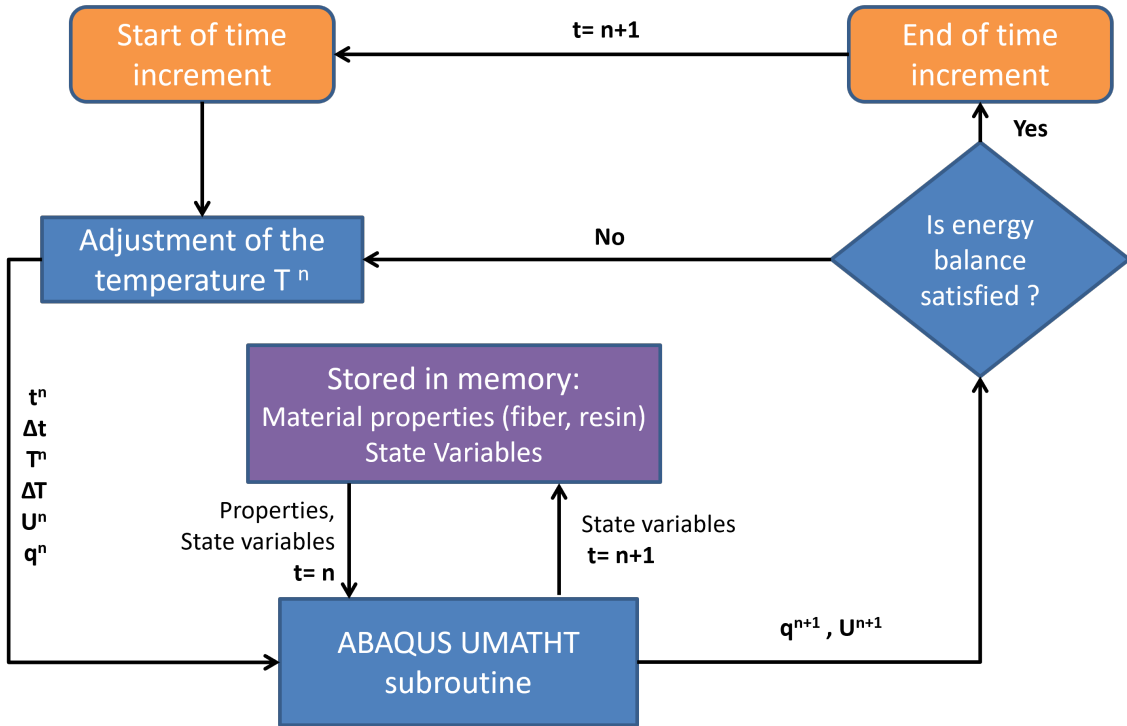 Start of time
increment
t= n+1
End of time
increment
Yes
Adjustment of the
temperature T ⁿ
No
Is energy
balance
satisfied ?
Stored in memory:
Material properties (fiber, resin)
State Variables
tⁿ
Δt
Tⁿ
ΔT
Uⁿ
qⁿ
Properties,
State variables
t= n
State variables
t= n+1
ABAQUS UMATHT
subroutine
qⁿ⁺¹ , Uⁿ⁺¹